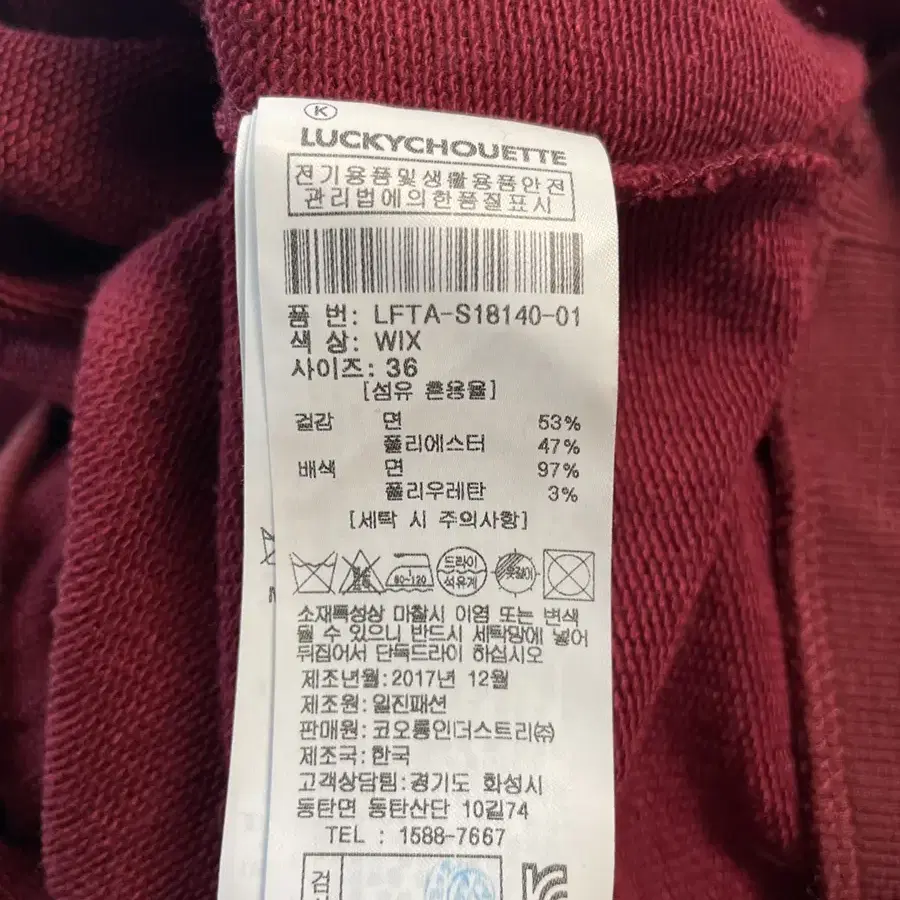 K
LUCKYCHOUETTE
전기용품및생활용품안전
관리법에의한품질표시
품 번: LFTA-S18140-01
색 상: WIX
사이즈: 36
[섬유 혼용율]
겉감 면 53%
폴리에스터 47%
배색 면 97%
폴리우레탄 3%
[세탁 시 주의사항]
80-120
드라이
석유계
옷걸이
소재특성상 마찰시 이염 또는 변색
될 수 있으니 반드시 세탁망에 넣어
뒤집어서 단독드라이 하십시오
제조년월:2017년 12월
제조원:일진패션
판매원:코오롱인더스트리㈜
제조국:한국
고객상담팀:경기도 화성시
동탄면 동탄산단 10길74
TEL : 1588-7667
검